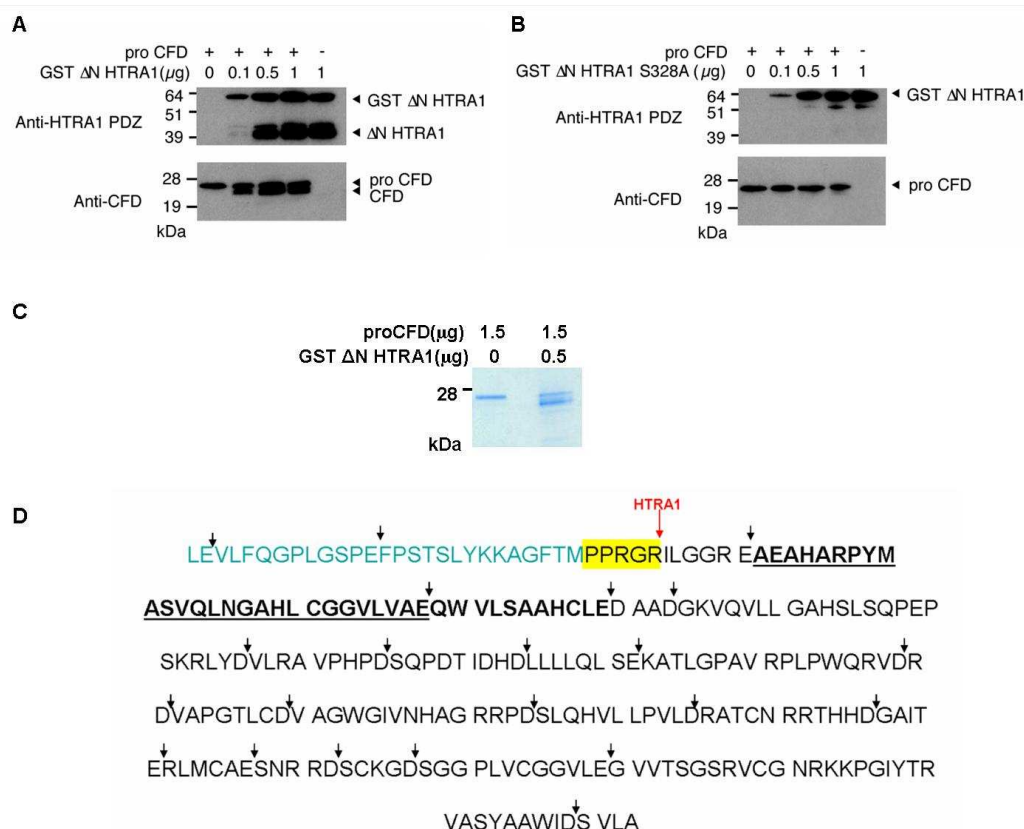 A
pro CFD + + + + -
GST ΔN HTRA1(µg) 0 0.1 0.5 1 1
Anti-HTRA1 PDZ
64
51
39
GST ΔN HTRA1
ΔN HTRA1
Anti-CFD
28
19
pro CFD
CFD
kDa
B
pro CFD + + + + -
GST ΔN HTRA1 S328A (µg) 0 0.1 0.5 1 1
Anti-HTRA1 PDZ
64
51
39
GST ΔN HTRA1
Anti-CFD
28
19
pro CFD
kDa
C
proCFD(µg) 1.5 1.5
GST ΔN HTRA1(µg) 0 0.5
28
kDa
D
HTRA1
LEVLFQGPLGSPEFPSTSLYKKAGFTMPPRGRILGGR EAEAHARPYM
ASVQLNGAHL CGGVLVAEQW VLSAAHCLED AADGKVQVLL GAHSLSQPEP
SKRLYDVLRA VPHPDSQPDT IDHDLLLLQL SEKATLGPAV RPLPWQRVDR
DVAPGTLCDV AGWGIVNHAG RRPDSLQHVL LPVLDRATCN RRTHHDGAIT
ERLMCAESNR RDSCKGDSGG PLVCGGVLEG VVTSGSRVCG NRKKPGIYTR
VASYAAWIDS VLA